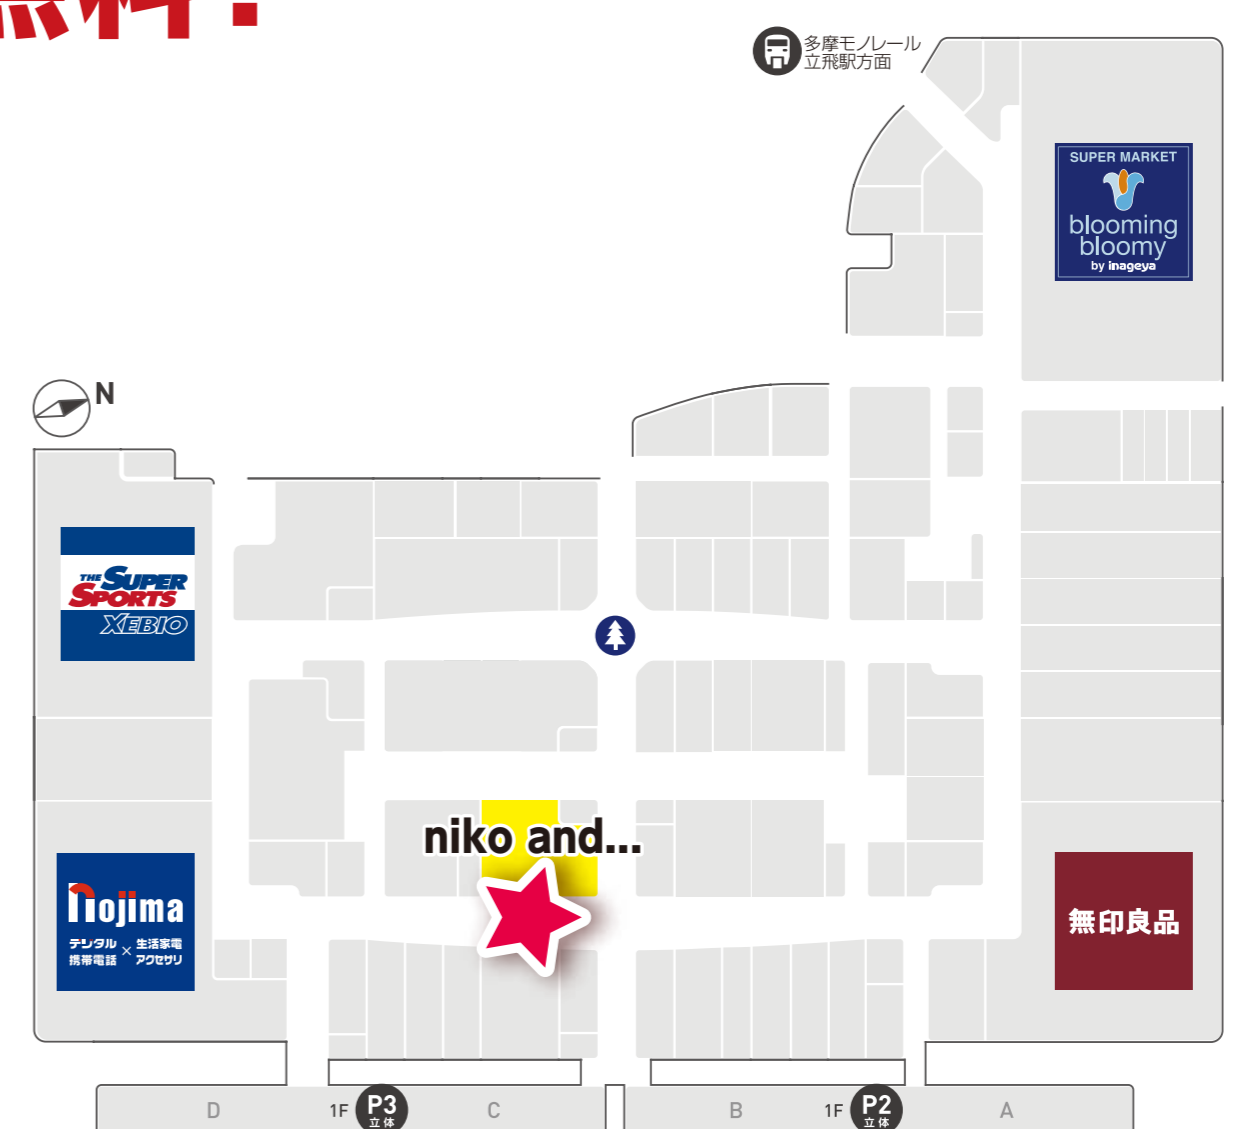 無料！
多摩モノレール
立飛駅方面
SUPER MARKET
blooming
bloomy
by inageya
N
THE SUPER
SPORTS
XEBIO
niko and...
nojima
デジタル
携帯電話
×
生活家電
アクセサリ
無印良品
D
1F
P3
立体
C
B
1F
P2
立体
A